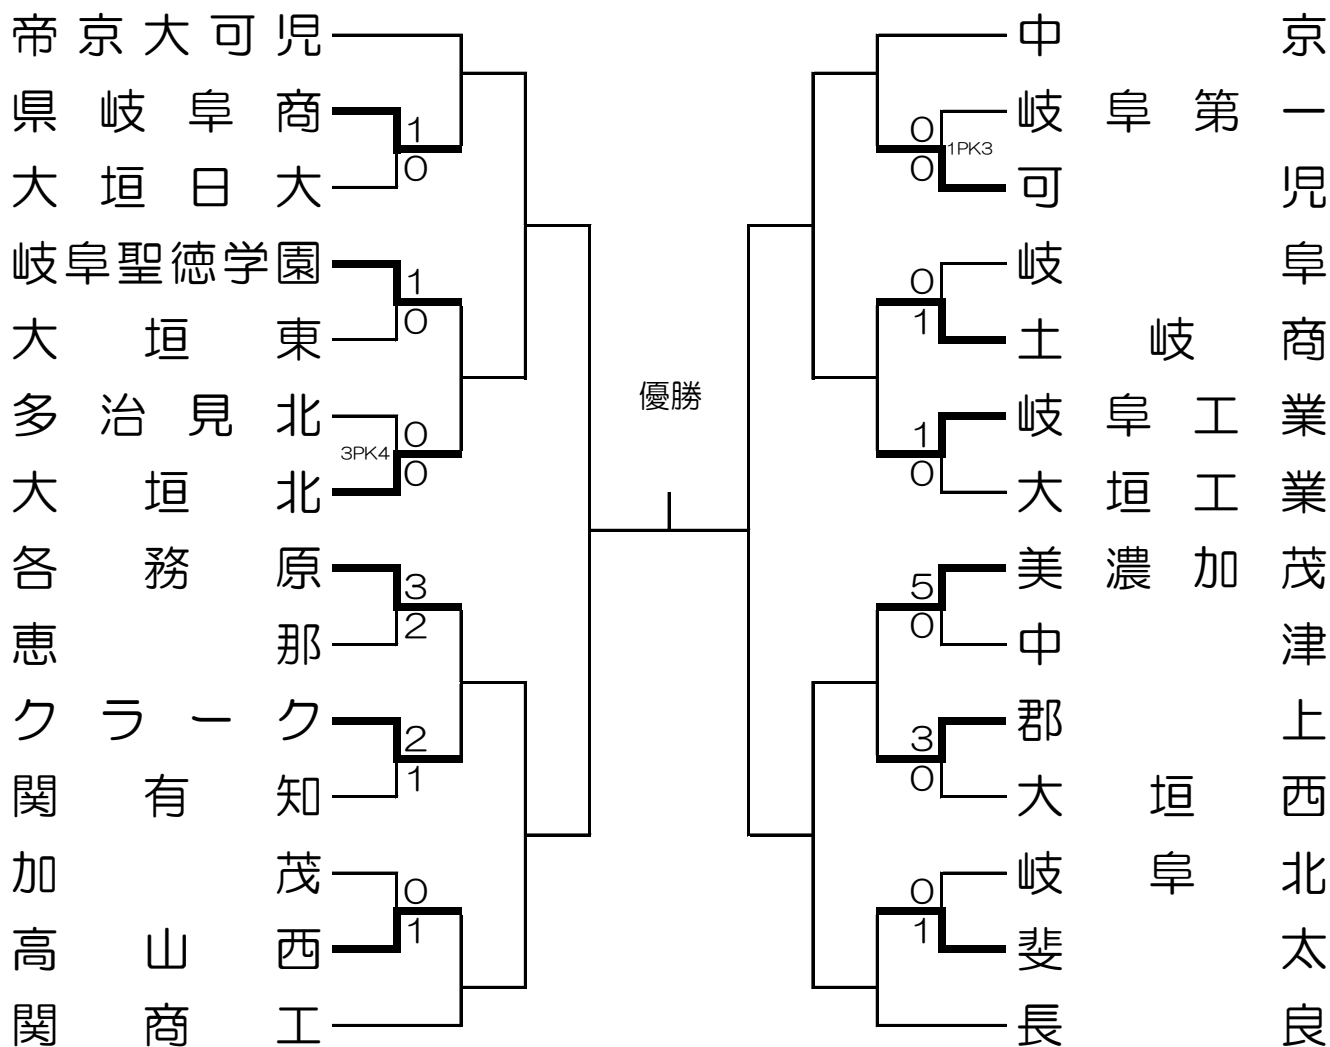 帝京大可児
県岐阜商
1
0
大垣日大
岐阜聖徳学園
1
0
大垣東
多治見北
0
3PK4
0
大垣北
各務原
3
2
恵那
クラーク
2
1
関有知
加茂
0
1
高山西
関商工
優勝
中京
岐阜第一
0
1PK3
0
可児
岐阜
0
1
土岐商
岐阜工業
1
0
大垣工業
美濃加茂
5
0
中津
郡上
3
0
大垣西
岐阜北
0
1
斐太
長良